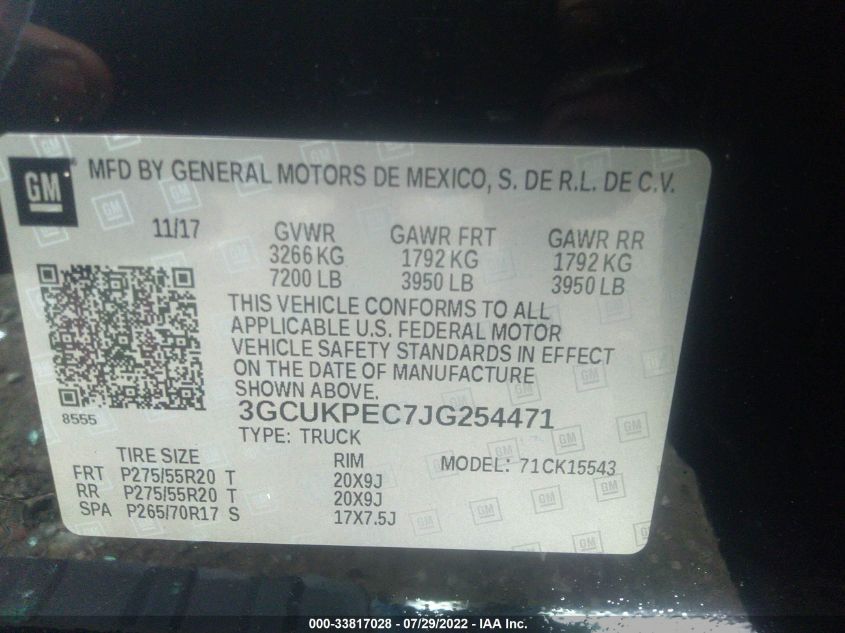 GM
MFD BY GENERAL MOTORS DE MEXICO, S. DE R.L. DE C.V.
11/17
GVWR GAWR FRT GAWR RR
3266 KG 1792 KG 1792 KG
7200 LB 3950 LB 3950 LB
THIS VEHICLE CONFORMS TO ALL
APPLICABLE U.S. FEDERAL MOTOR
VEHICLE SAFETY STANDARDS IN EFFECT
ON THE DATE OF MANUFACTURE
SHOWN ABOVE.
8555
3GCUKPEC7JG254471
TYPE: TRUCK
TIRE SIZE RIM MODEL: 71CK15543
FRT P275/55R20 T 20X9J
RR P275/55R20 T 20X9J
SPA P265/70R17 S 17X7.5J
000-33817028 - 07/29/2022 - IAA Inc.